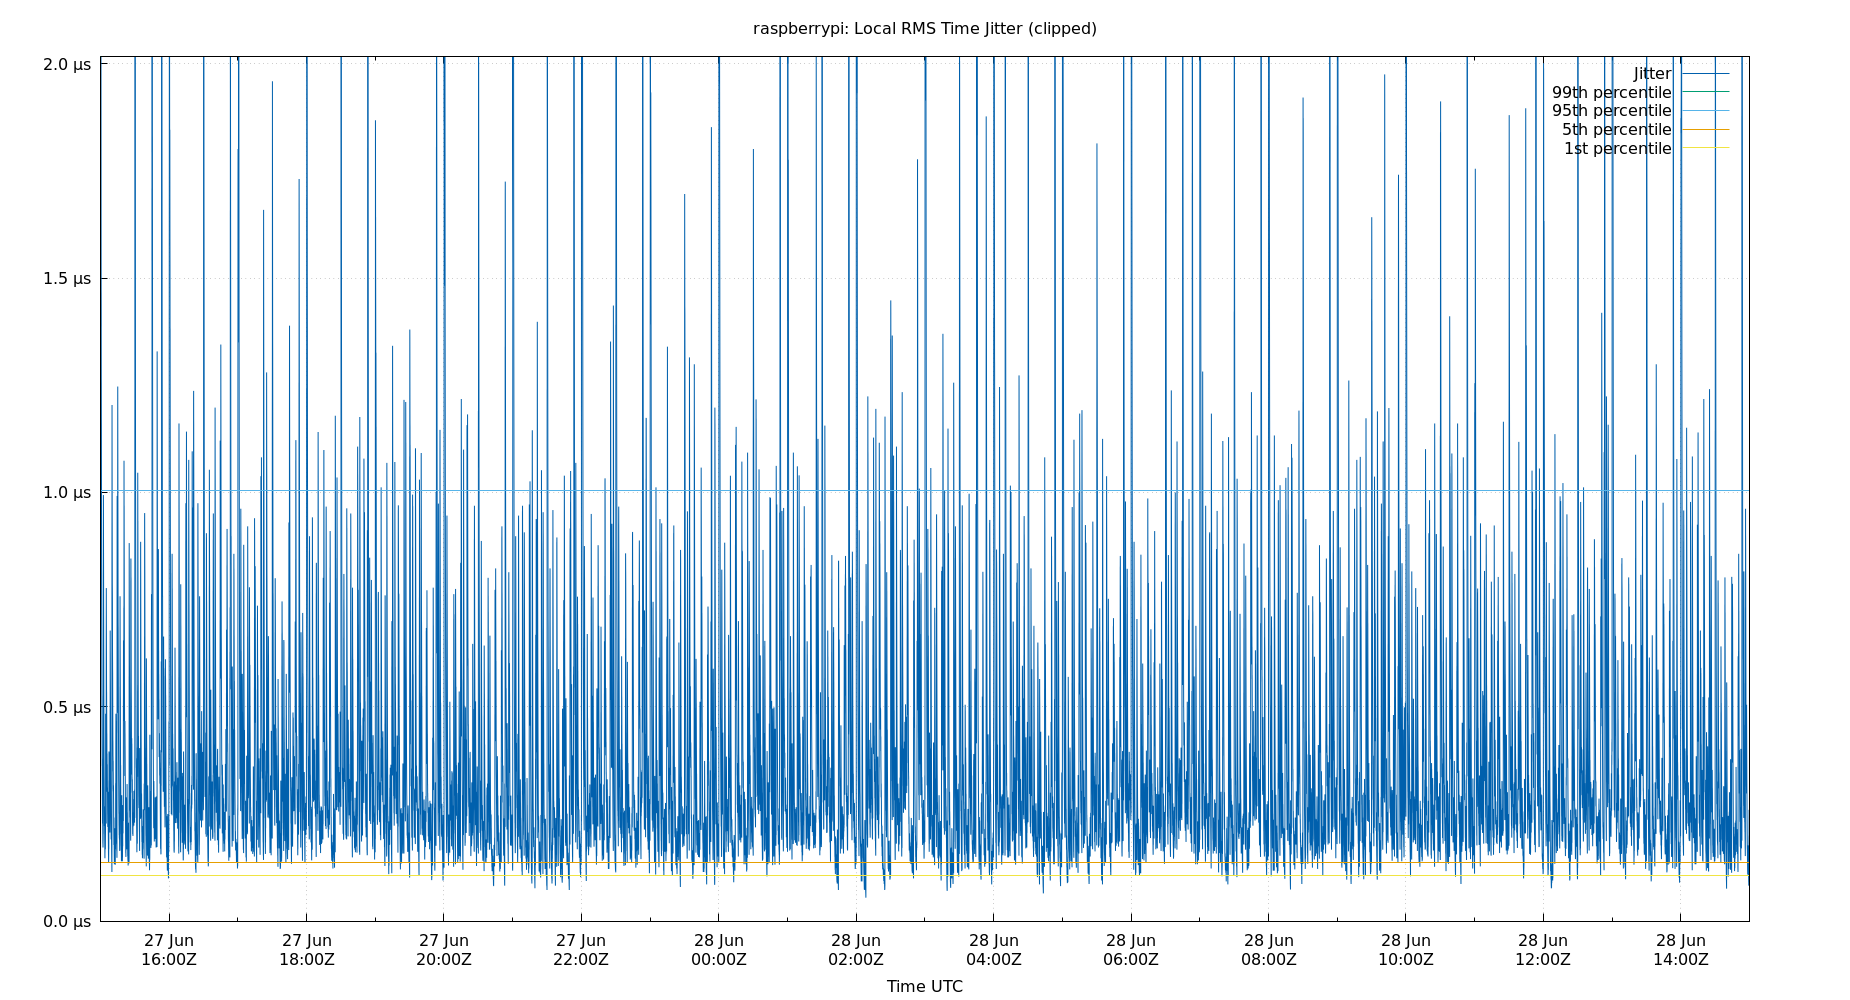 raspberrypi: Local RMS Time Jitter (clipped)
2.0 µs
1.5 µs
1.0 µs
0.5 µs
0.0 µs
Jitter
99th percentile
95th percentile
5th percentile
1st percentile
27 Jun 27 Jun 27 Jun 27 Jun 28 Jun 28 Jun 28 Jun 28 Jun 28 Jun 28 Jun 28 Jun 28 Jun
16:00Z 18:00Z 20:00Z 22:00Z 00:00Z 02:00Z 04:00Z 06:00Z 08:00Z 10:00Z 12:00Z 14:00Z
Time UTC